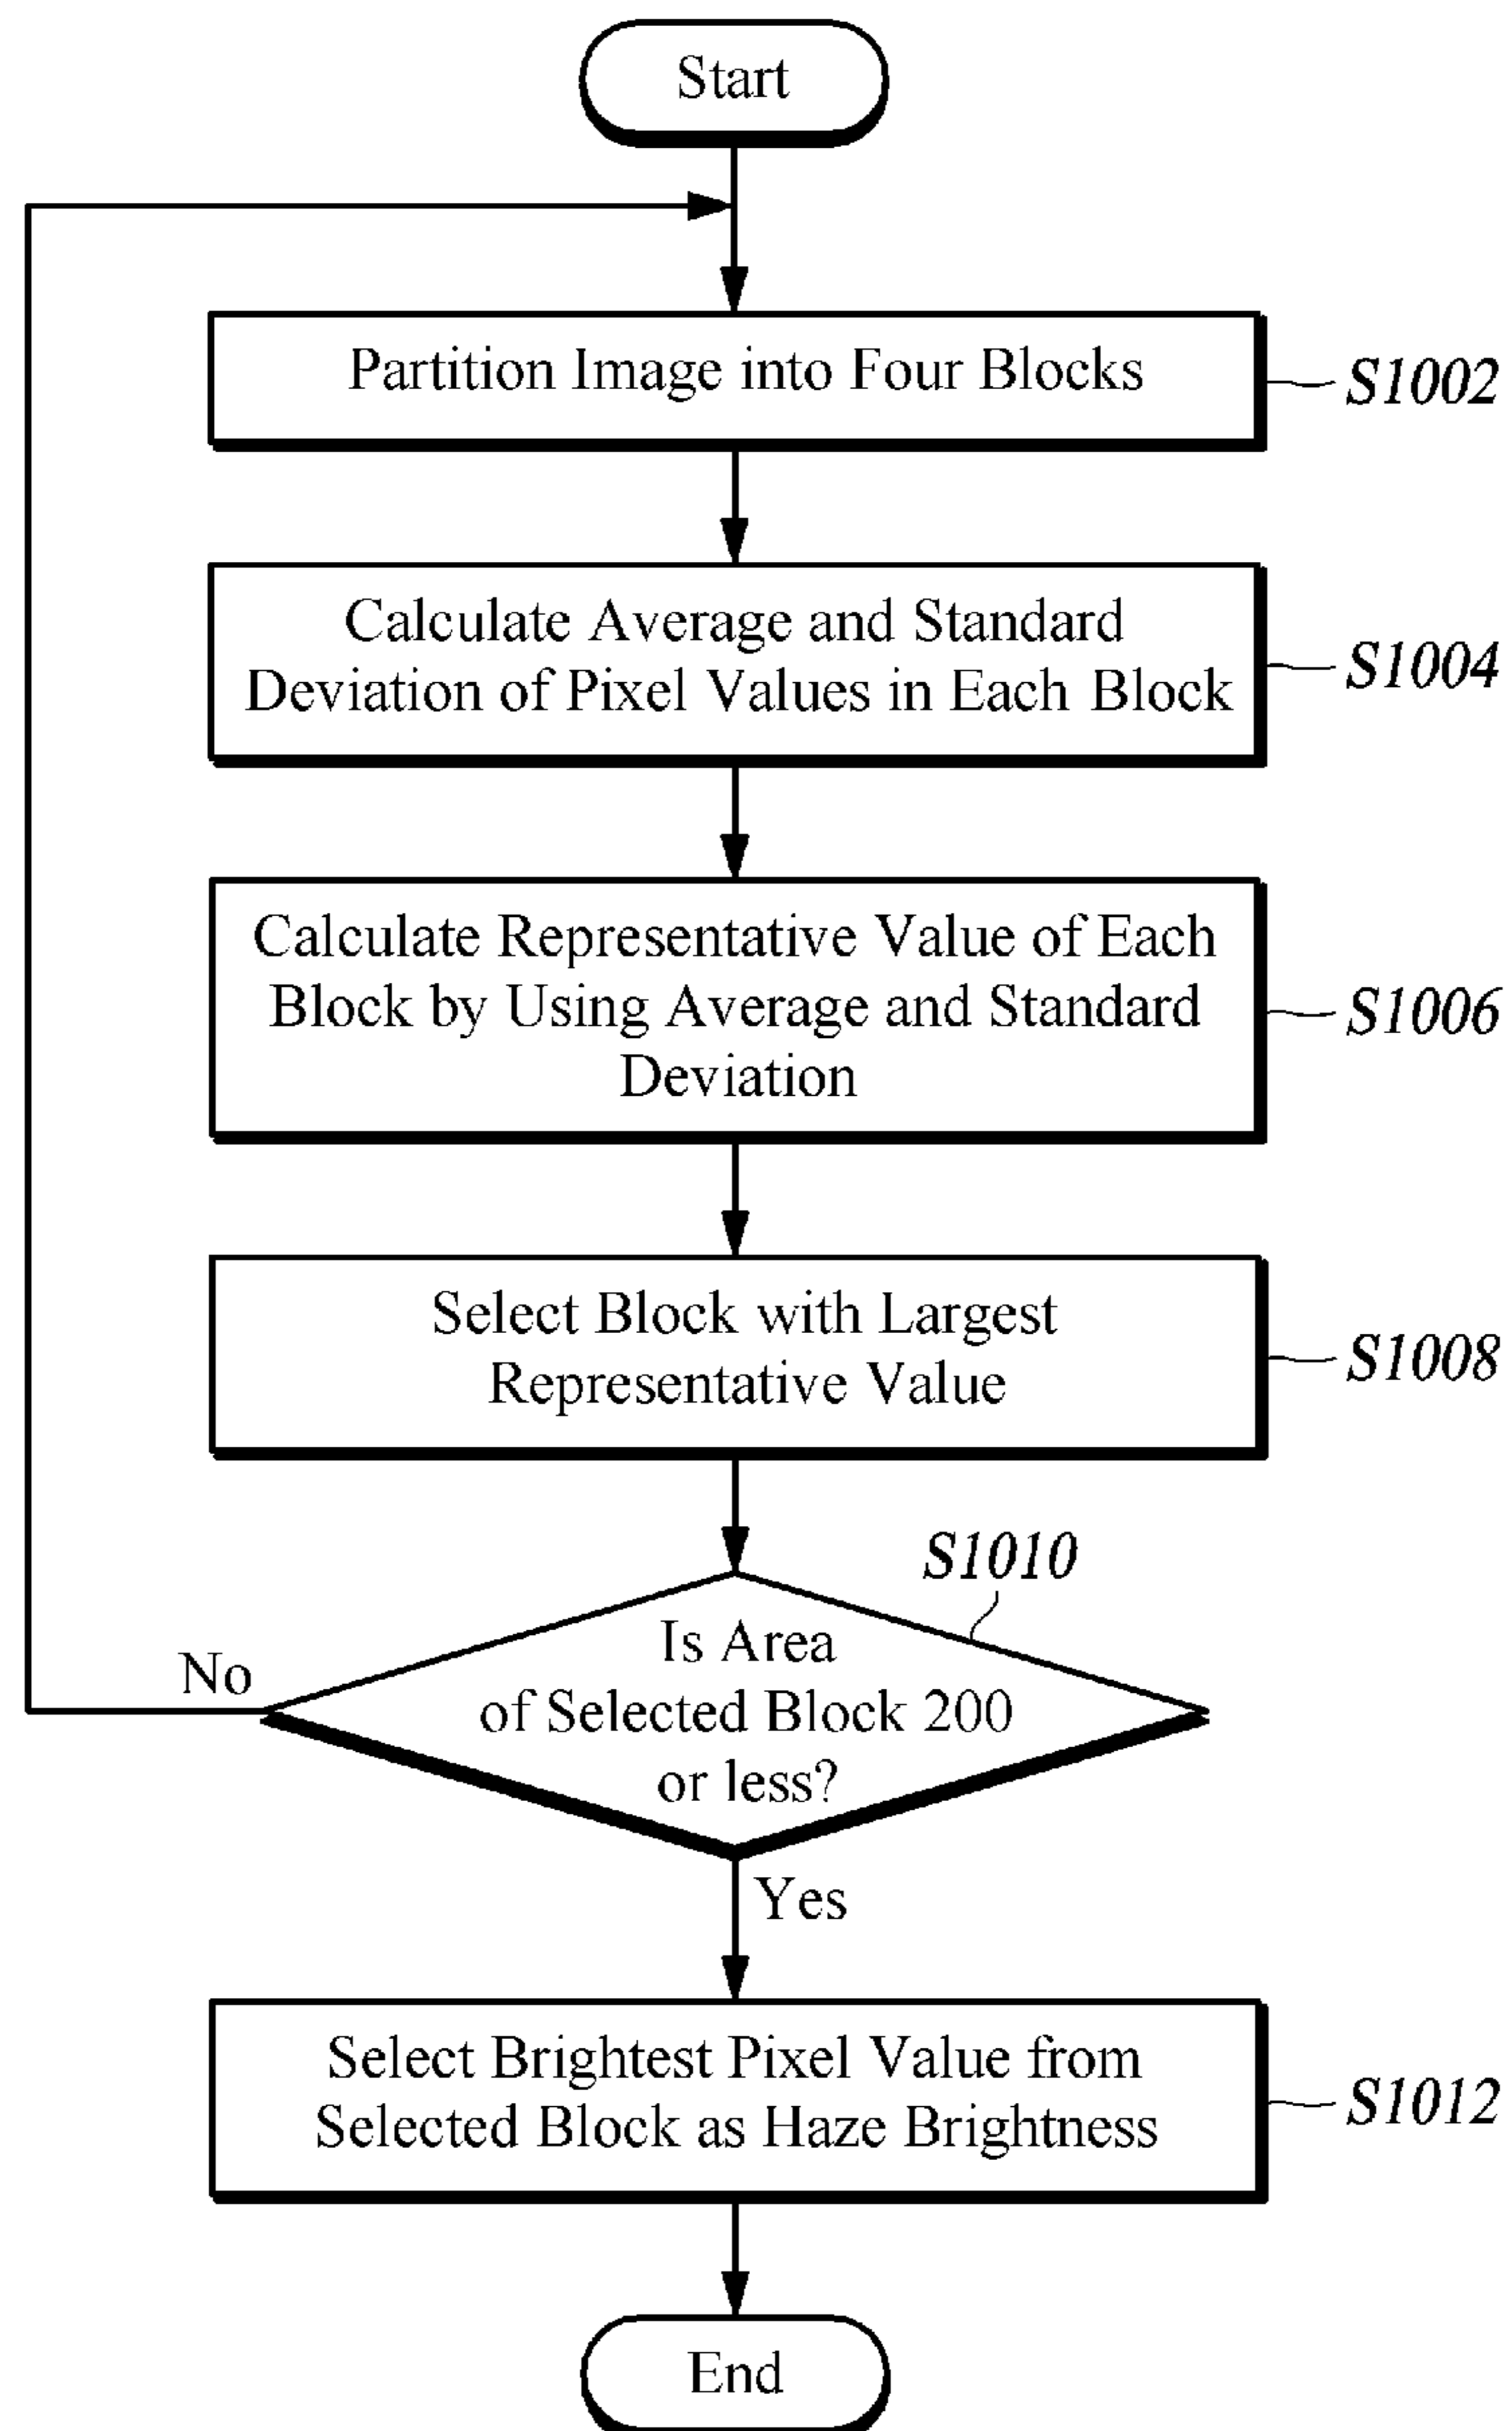 Start
Partition Image into Four Blocks
S1002
Calculate Average and Standard
Deviation of Pixel Values in Each Block
S1004
Calculate Representative Value of Each
Block by Using Average and Standard
Deviation
S1006
Select Block with Largest
Representative Value
S1008
S1010
Is Area
of Selected Block 200
or less?
No
Yes
Select Brightest Pixel Value from
Selected Block as Haze Brightness
S1012
End